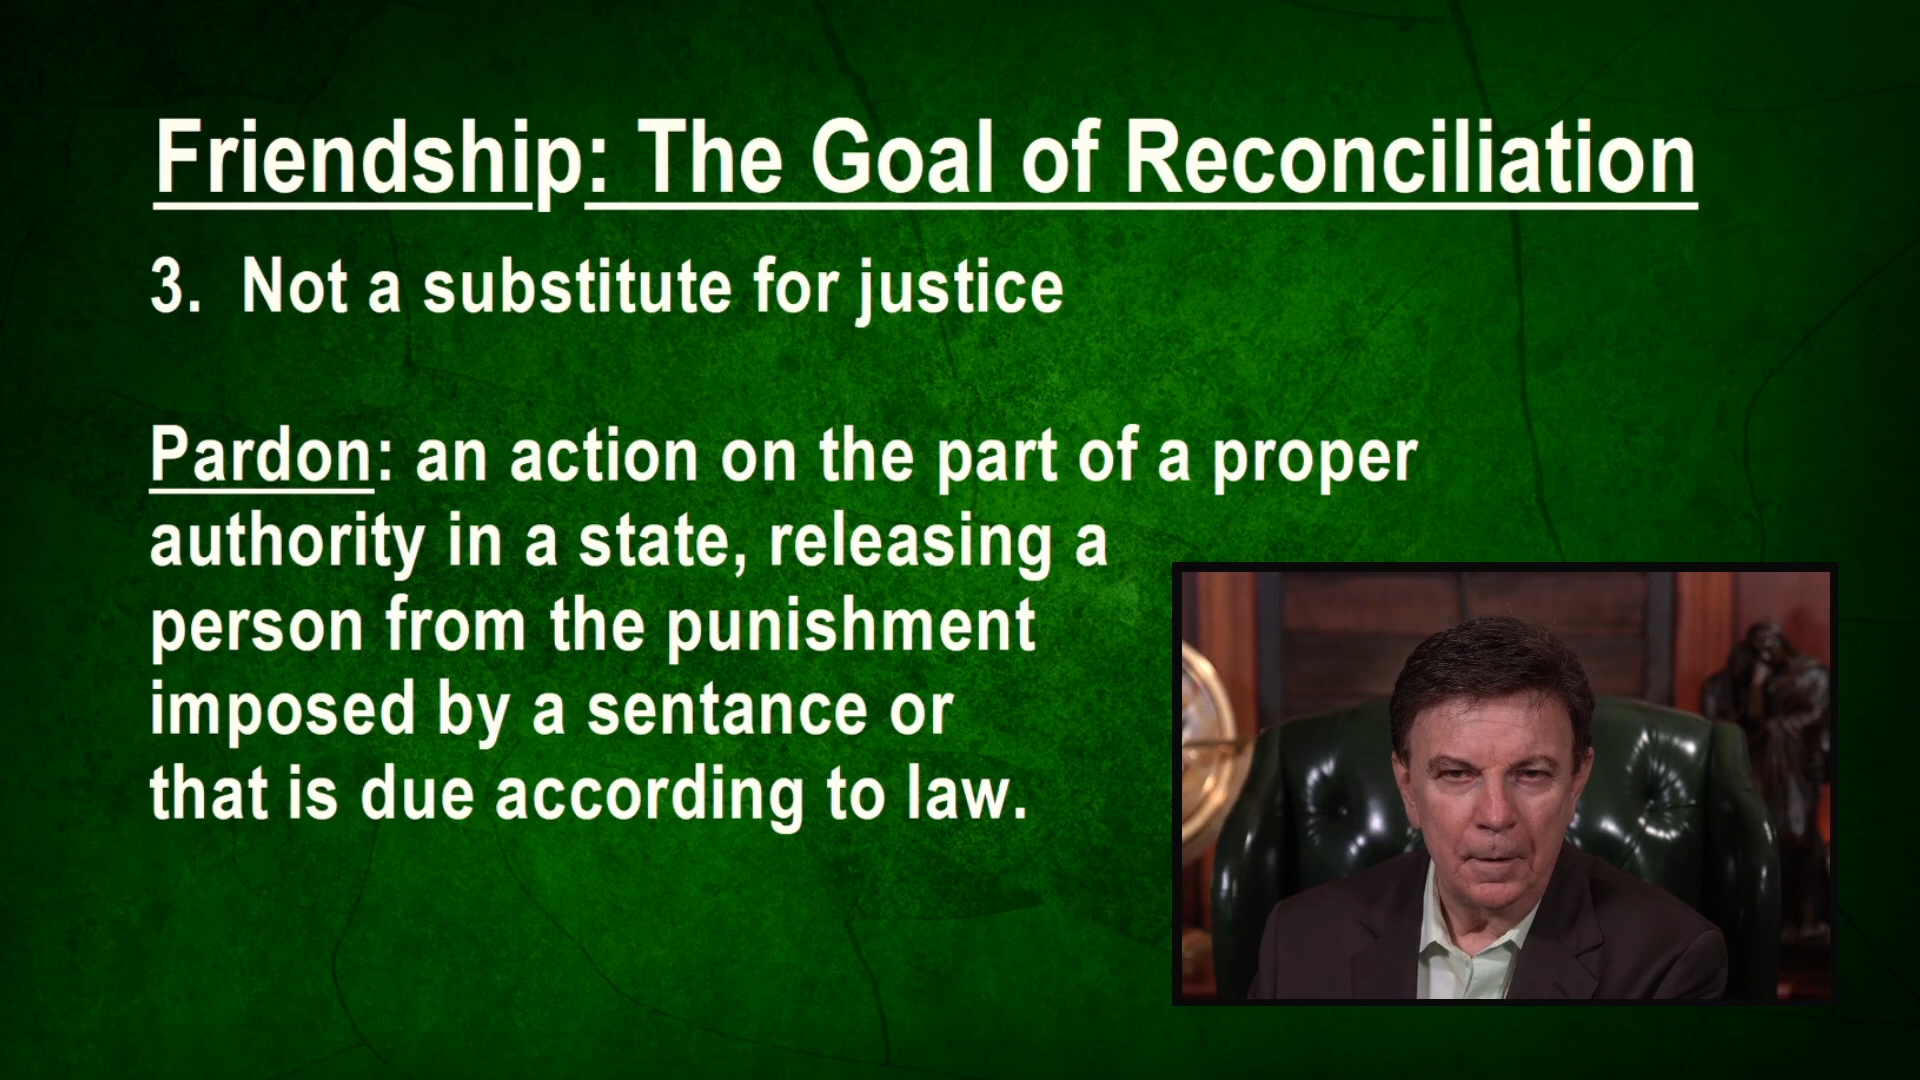 Friendship: The Goal of Reconciliation
3. Not a substitute for justice
Pardon: an action on the part of a proper
authority in a state, releasing a
person from the punishment
imposed by a sentance or
that is due according to law.